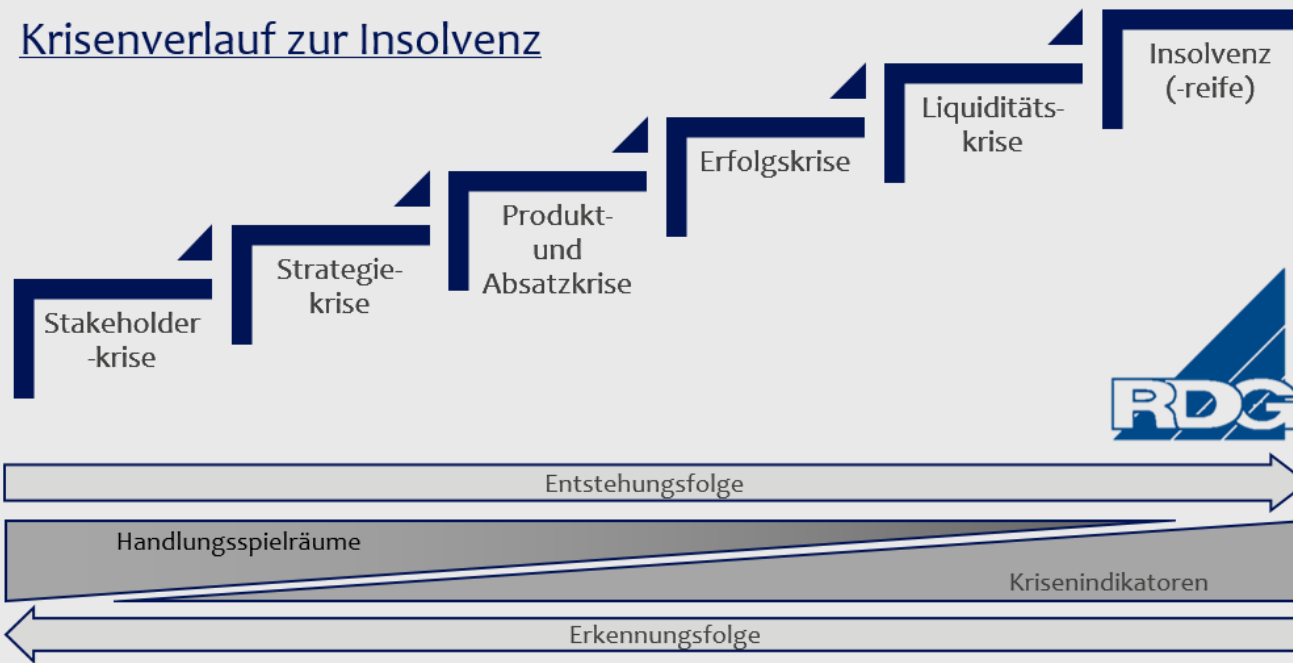 Krisenverlauf zur Insolvenz
Stakeholder
-krise
Strategie-
krise
Produkt-
und
Absatzkrise
Erfolgskrise
Liquiditäts-
krise
Insolvenz
(-reife)
RDG
Entstehungsfolge
Handlungsspielräume
Krisenindikatoren
Erkennungsfolge